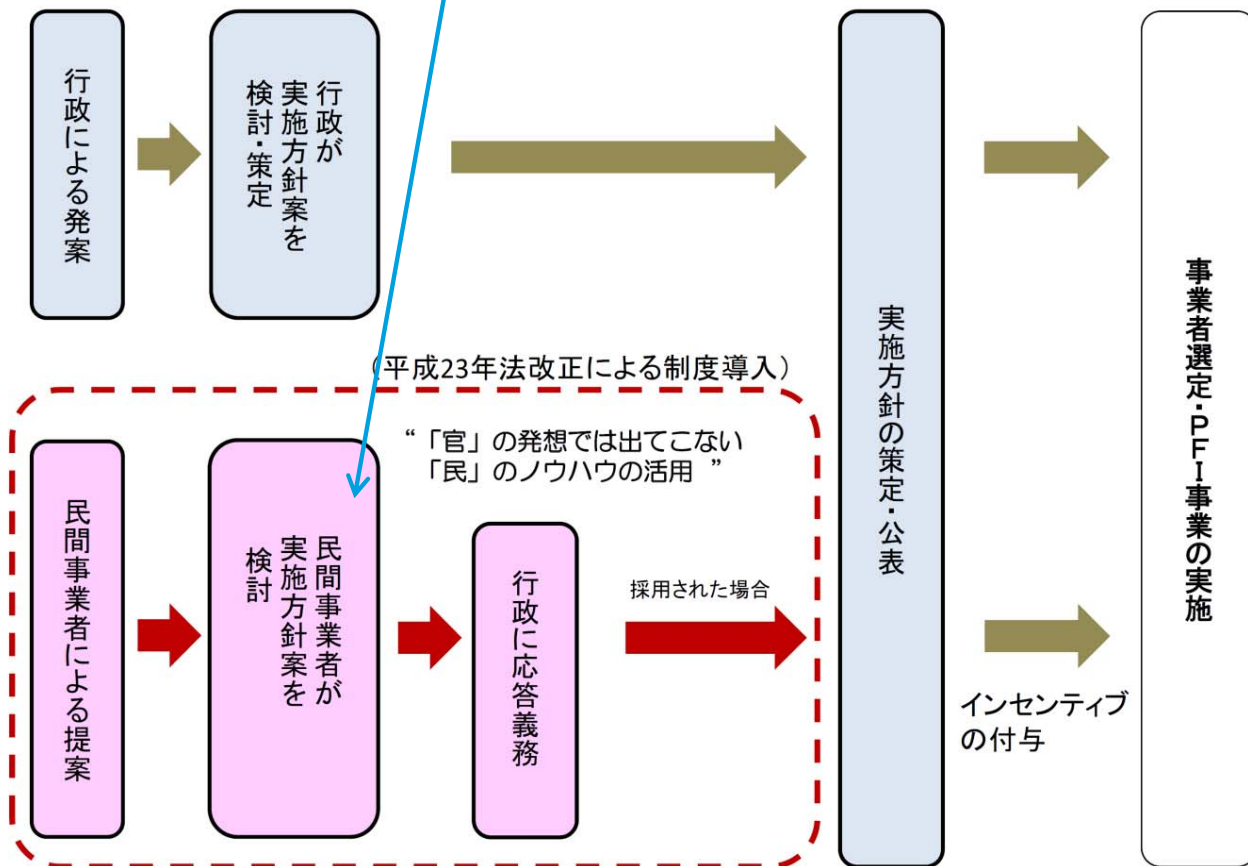 行政による発案
行政が
実施方針案を
検討・策定
（平成23年法改正による制度導入）
“「官」の発想では出てこない
「民」のノウハウの活用 ”
民間事業者による提案
民間事業者が
実施方針案を
検討
行政に応答義務
採用された場合
実施方針の策定・公表
インセンティブ
の付与
事業者選定・PFI事業の実施